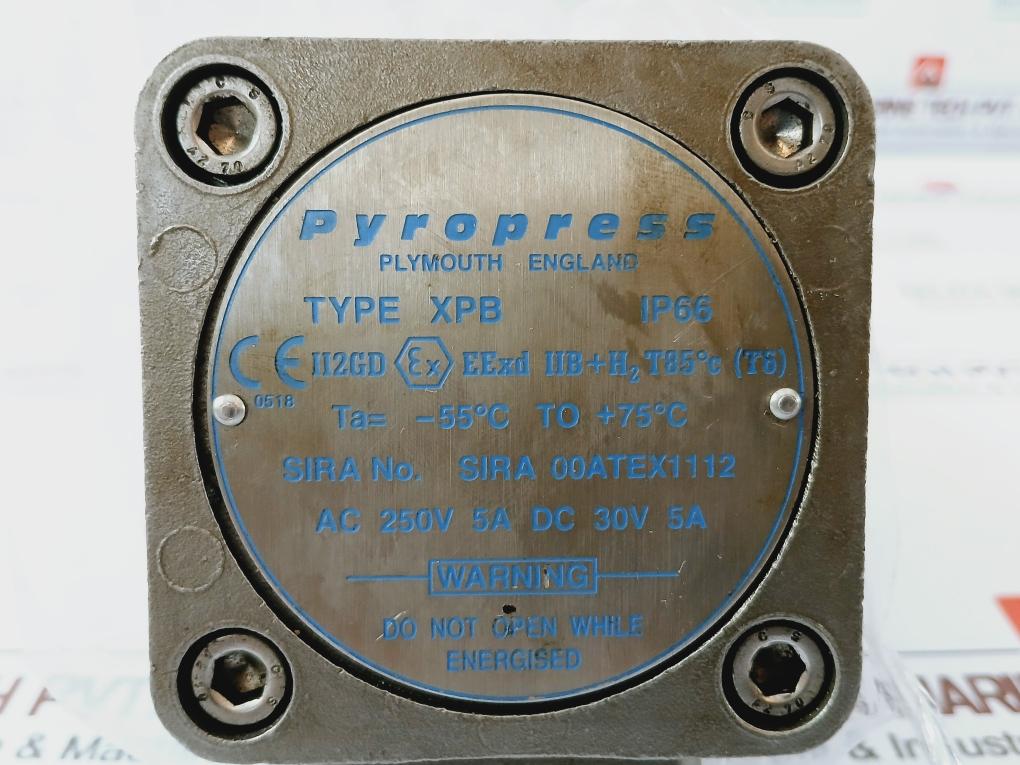 Pyropress
PLYMOUTH ENGLAND
TYPE XPB IP66
CE II2GD Ex EExd IIB+H₂ T85°c (T6)
0518
Ta= -55°C TO +75°C
SIRA No. SIRA 00ATEX1112
AC 250V 5A DC 30V 5A
WARNING
DO NOT OPEN WHILE
ENERGISED